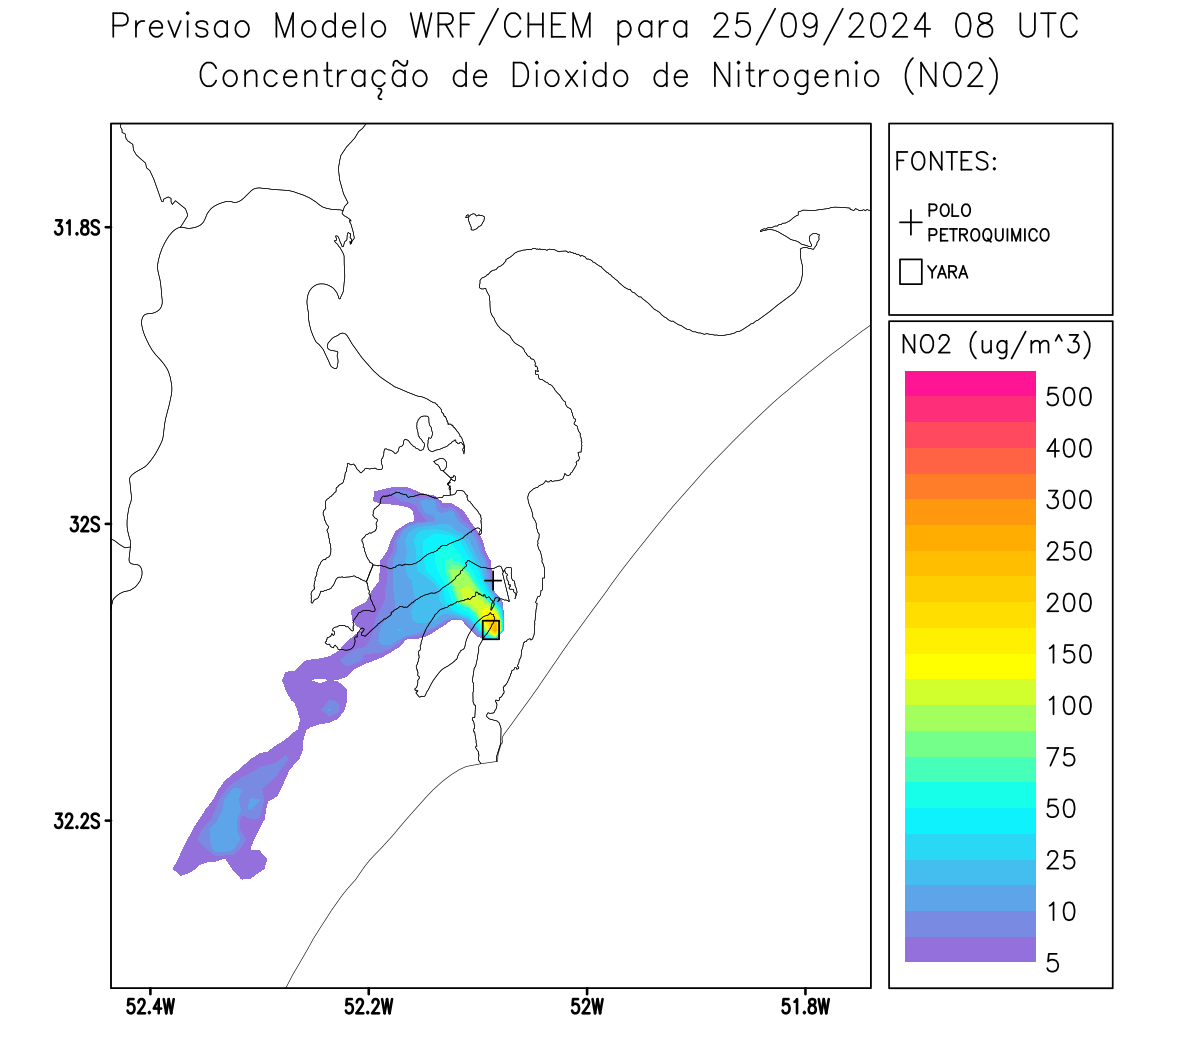 Previsao Modelo WRF/CHEM para 25/09/2024 08 UTC
Concentração de Dioxido de Nitrogenio (NO2)
FONTES:
POLO
PETROQUIMICO
YARA
NO2 (ug/m^3)
500
400
300
250
200
150
100
75
50
25
10
5
31.8S
32S
32.2S
52.4W
52.2W
52W
51.8W